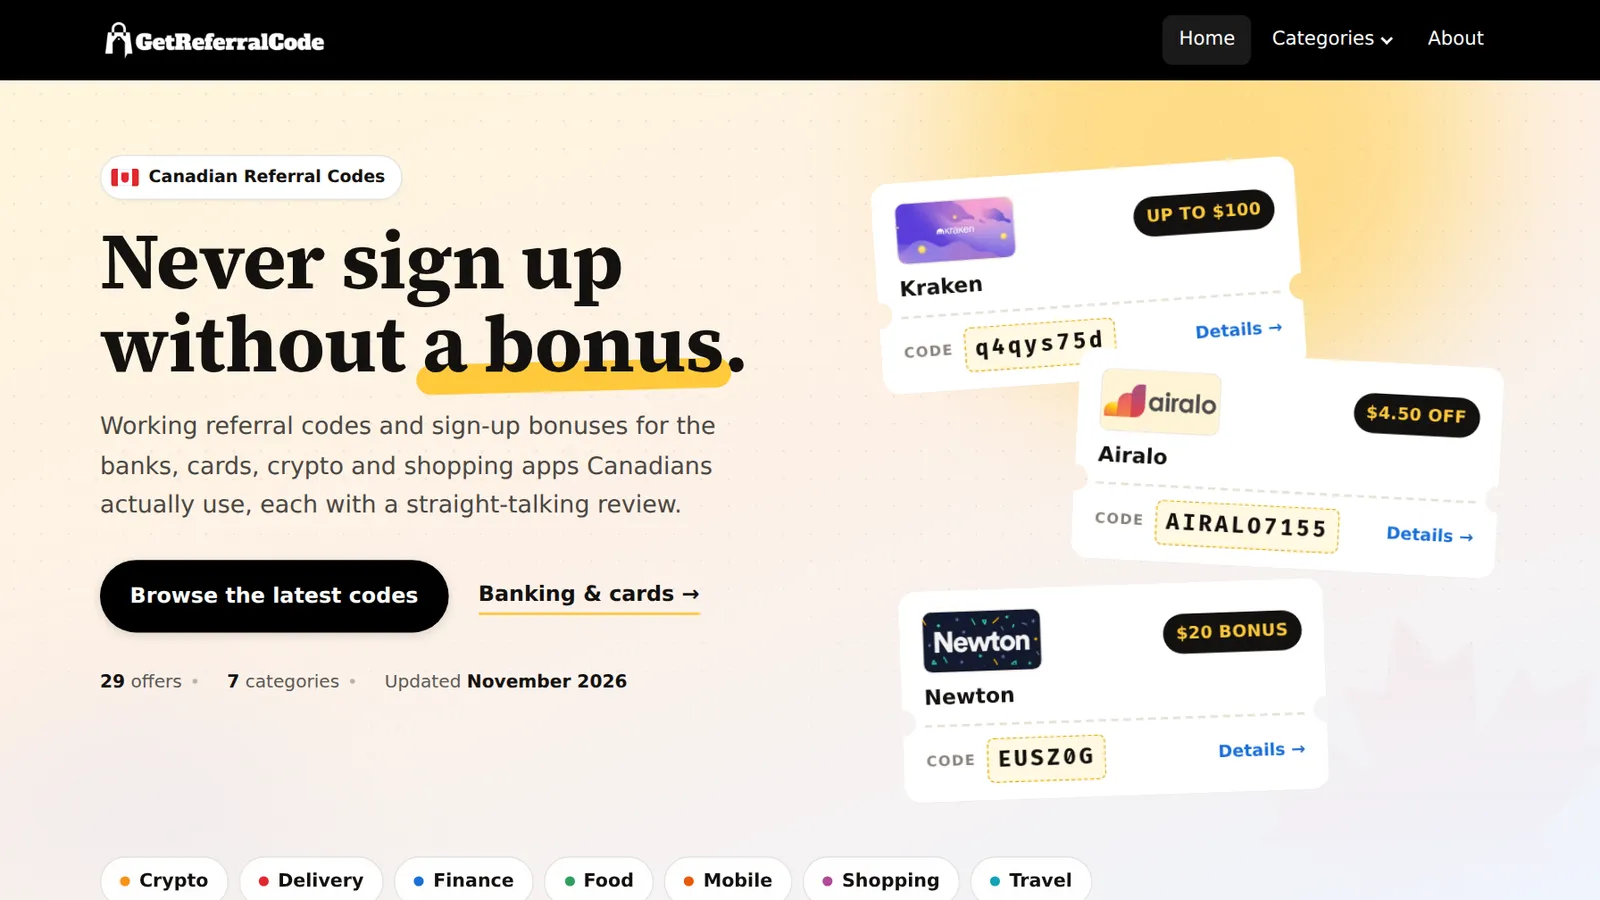 GetReferralCode
Home
Categories
About
Canadian Referral Codes
Never sign up
without a bonus.
Working referral codes and sign-up bonuses for the
banks, cards, crypto and shopping apps Canadians
actually use, each with a straight-talking review.
Browse the latest codes
Banking & cards →
29 offers • 7 categories • Updated November 2026
Kraken
UP TO $100
Kraken
CODE q4qys75d Details →
airalo
$4.50 OFF
Airalo
CODE AIRALO7155 Details →
Newton
$20 BONUS
Newton
CODE EUSZ0G Details →
Crypto
Delivery
Finance
Food
Mobile
Shopping
Travel